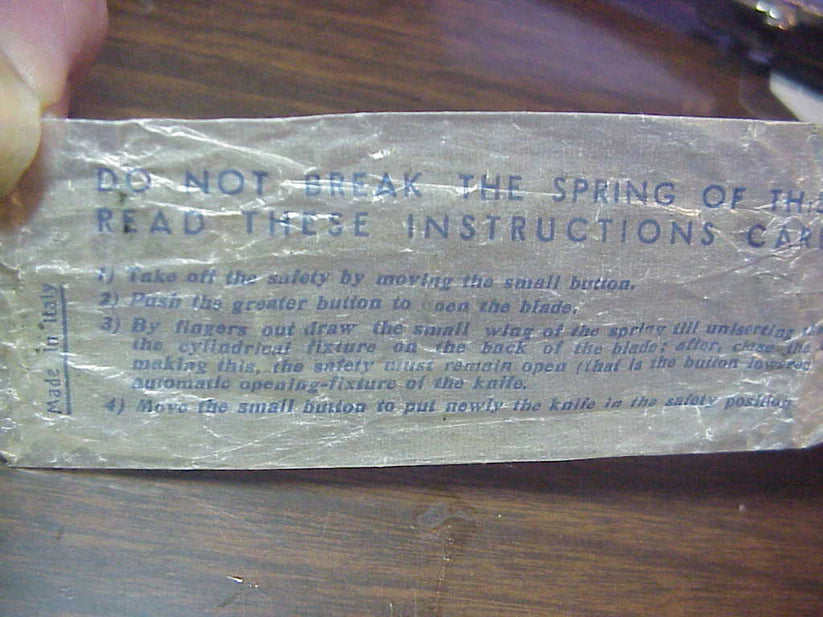 DO NOT BREAK THE SPRING OF
READ THESE INSTRUCTIONS
1) Take off the safety by moving the small button.
2) Push the greater button to open the blade.
3) By fingers out draw the small wing of the spring till uniserting
the cylindrical fixture on the back of the blade; after, close the
making this, the safety must remain open (that is the button lowered
automatic opening-fixture of the knife.
4) Move the small button to put newly the knife in the safety position
Made in Italy